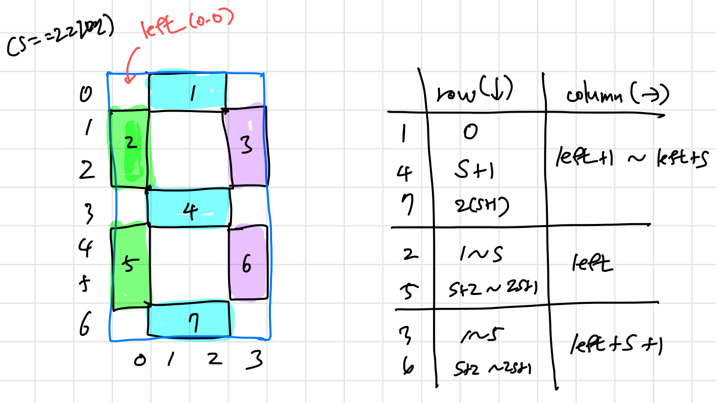 (s==2일때)
left (0.0)
0
1
2
3
4
5
6
0 1 2 3
1
2
3
4
5
6
7
row(↓) column(→)
1 0
4 s+1 left+1 ~ left+s
7 2(s+1)
2 1~s
5 s+2 ~ 2s+1 left
3 1~s
6 s+2 ~ 2s+1 left+s+1